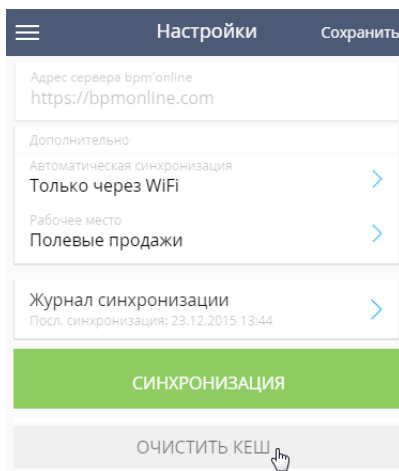 Настройки Сохранить
Адрес сервера bpm'online
https://bpmonline.com
Дополнительно
Автоматическая синхронизация
Только через WiFi
Рабочее место
Полевые продажи
Журнал синхронизации
Посл. синхронизация: 23.12.2015 13:44
СИНХРОНИЗАЦИЯ
ОЧИСТИТЬ КЕШ